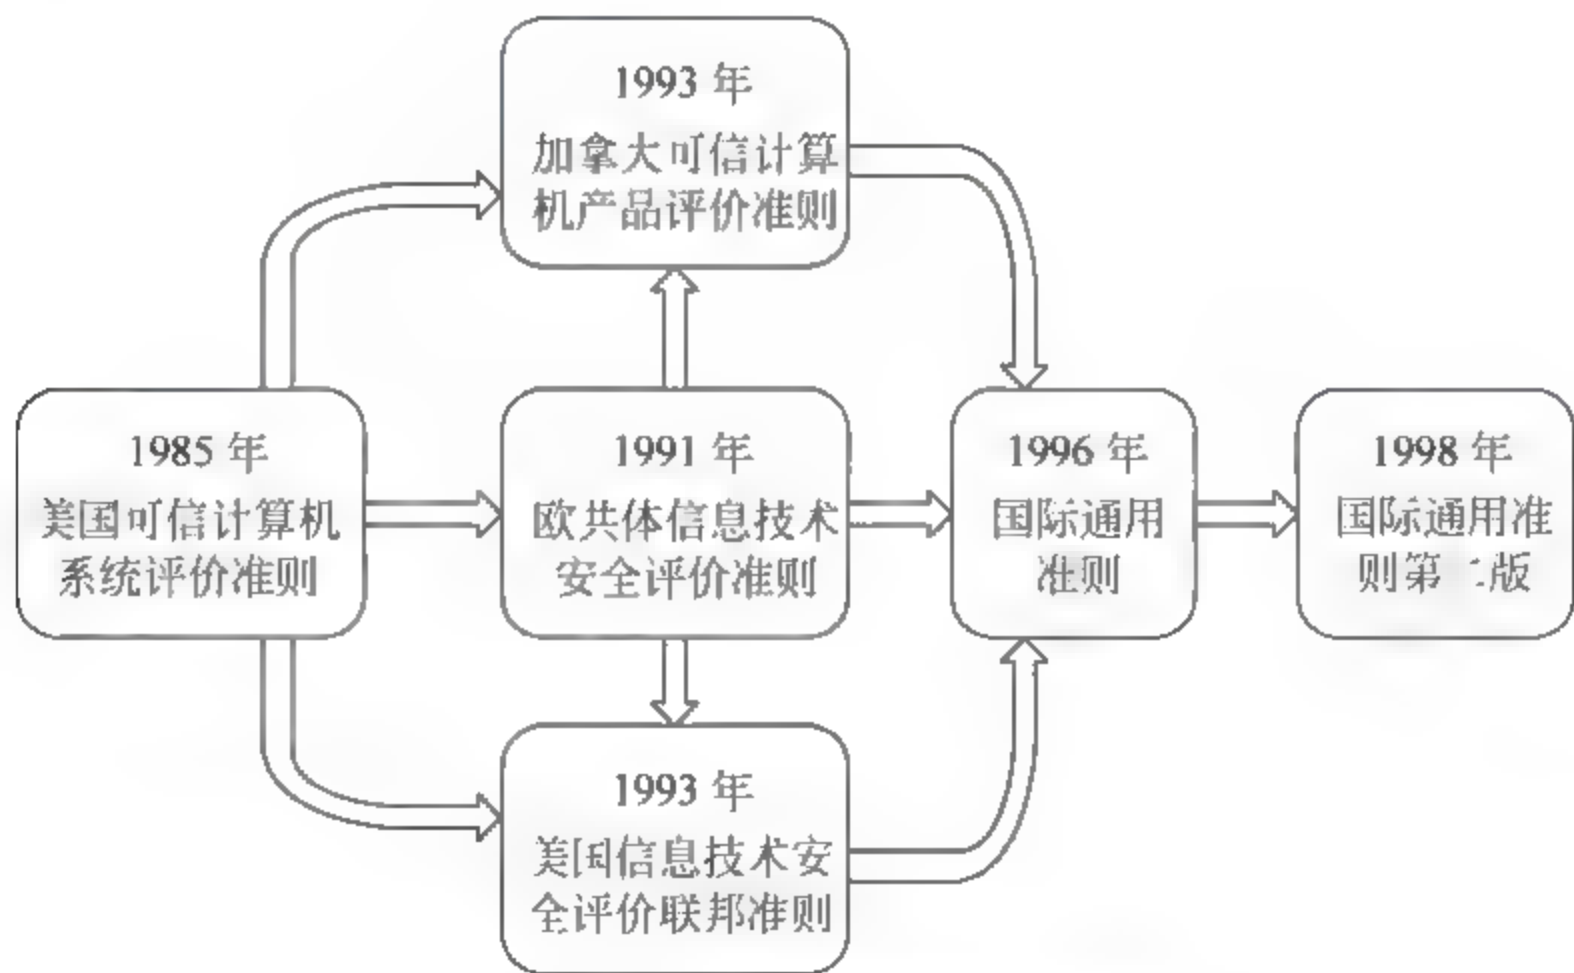 1993 年
加拿大可信计算
机产品评价准则
1985 年
美国可信计算机
系统评价准则
1991 年
欧共体信息技术
安全评价准则
1996 年
国际通用
准则
1998 年
国际通用准
则第二版
1993 年
美国信息技术安
全评价联邦准则